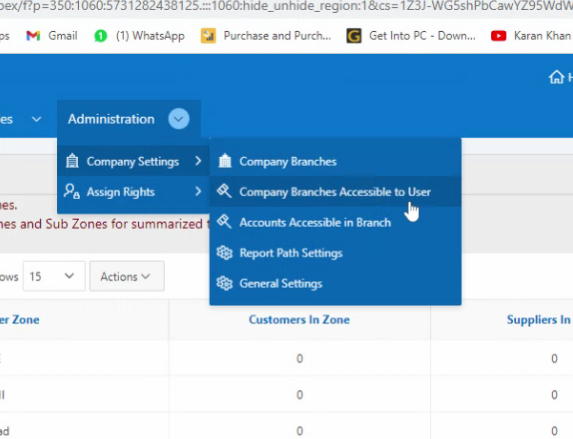 pex/f?p=350:1060:5731282438125:::1060:hide_unhide_region:1&cs=1Z3J-WG5shPbCawYZ95WdW
ps Gmail (1) WhatsApp Purchase and Purch... Get Into PC - Down... Karan Khan
es Administration
Company Settings Company Branches
Assign Rights Company Branches Accessible to User
nes.
nes and Sub Zones for summarized t Accounts Accessible in Branch
Report Path Settings
ows 15 Actions
General Settings
er Zone Customers In Zone Suppliers In
0 0
0 0
ad 0 0